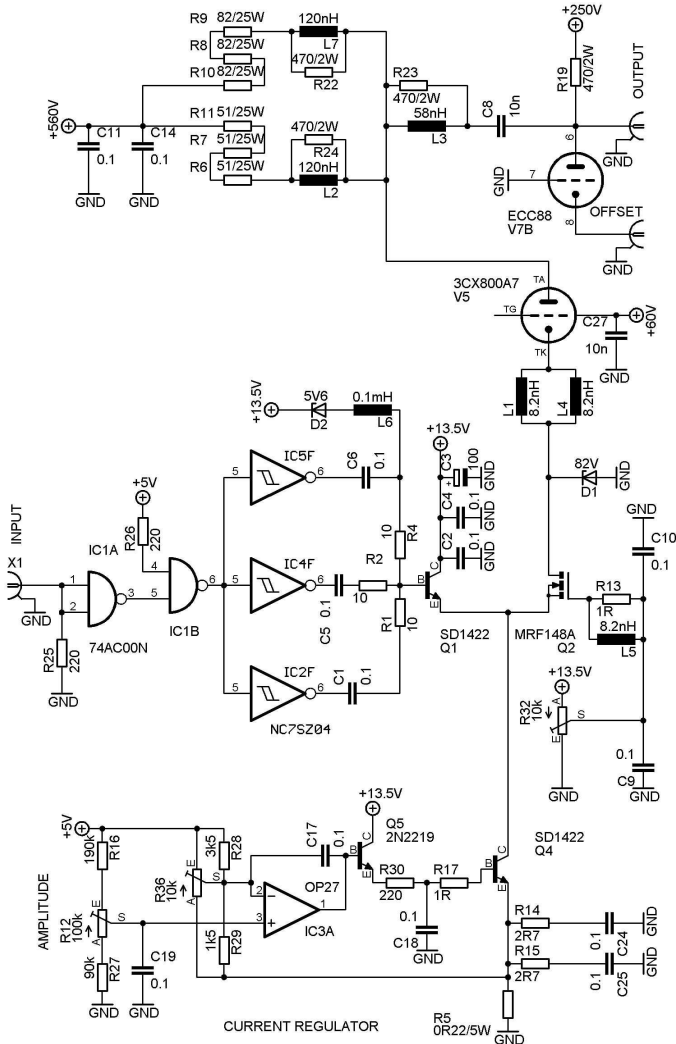 R9 82/25W
120nH
L7
+250V
R8 82/25W
470/2W
R22
R10 82/25W
R23
470/2W
R19
470/2W
OUTPUT
+560V
C11
0.1
C14
0.1
R11 51/25W
R7 51/25W
R6 51/25W
470/2W
R24
120nH
L2
58nH
L3
C8
10n
6
GND
7
ECC88
V7B
8
OFFSET
GND
GND
GND
GND
3CX800A7
V5
TA
TG
TK
C27
10n
+60V
GND
L1
8.2nH
L4
8.2nH
+13.5V
5V6
D2
0.1mH
L6
+13.5V
C3
+
100
GND
C4
0.1
GND
C2
0.1
GND
82V
D1
GND
IC5F
5
6
C6
0.1
R4
10
INPUT
X1
GND
+5V
R26
220
IC1A
1
2
3
74AC00N
4
5
6
IC1B
R25
220
GND
IC4F
5
6
C5
0.1
R2
10
R1
10
IC2F
5
6
C1
0.1
NC7SZ04
B
C
E
SD1422
Q1
MRF148A
Q2
GND
C10
0.1
R13
1R
8.2nH
L5
+13.5V
R32
10k
A
S
E
GND
0.1
C9
GND
+5V
190k
R16
AMPLITUDE
R12
100k
E
S
A
90k
R27
GND
C19
0.1
GND
R36
10k
E
S
A
3k5
R28
1k5
R29
C17
0.1
2
3
1
OP27
IC3A
+13.5V
Q5
2N2219
B
C
E
R30
220
R17
1R
0.1
C18
GND
SD1422
Q4
B
C
E
R14
2R7
0.1
C24
GND
R15
2R7
0.1
C25
GND
R5
0R22/5W
GND
CURRENT REGULATOR